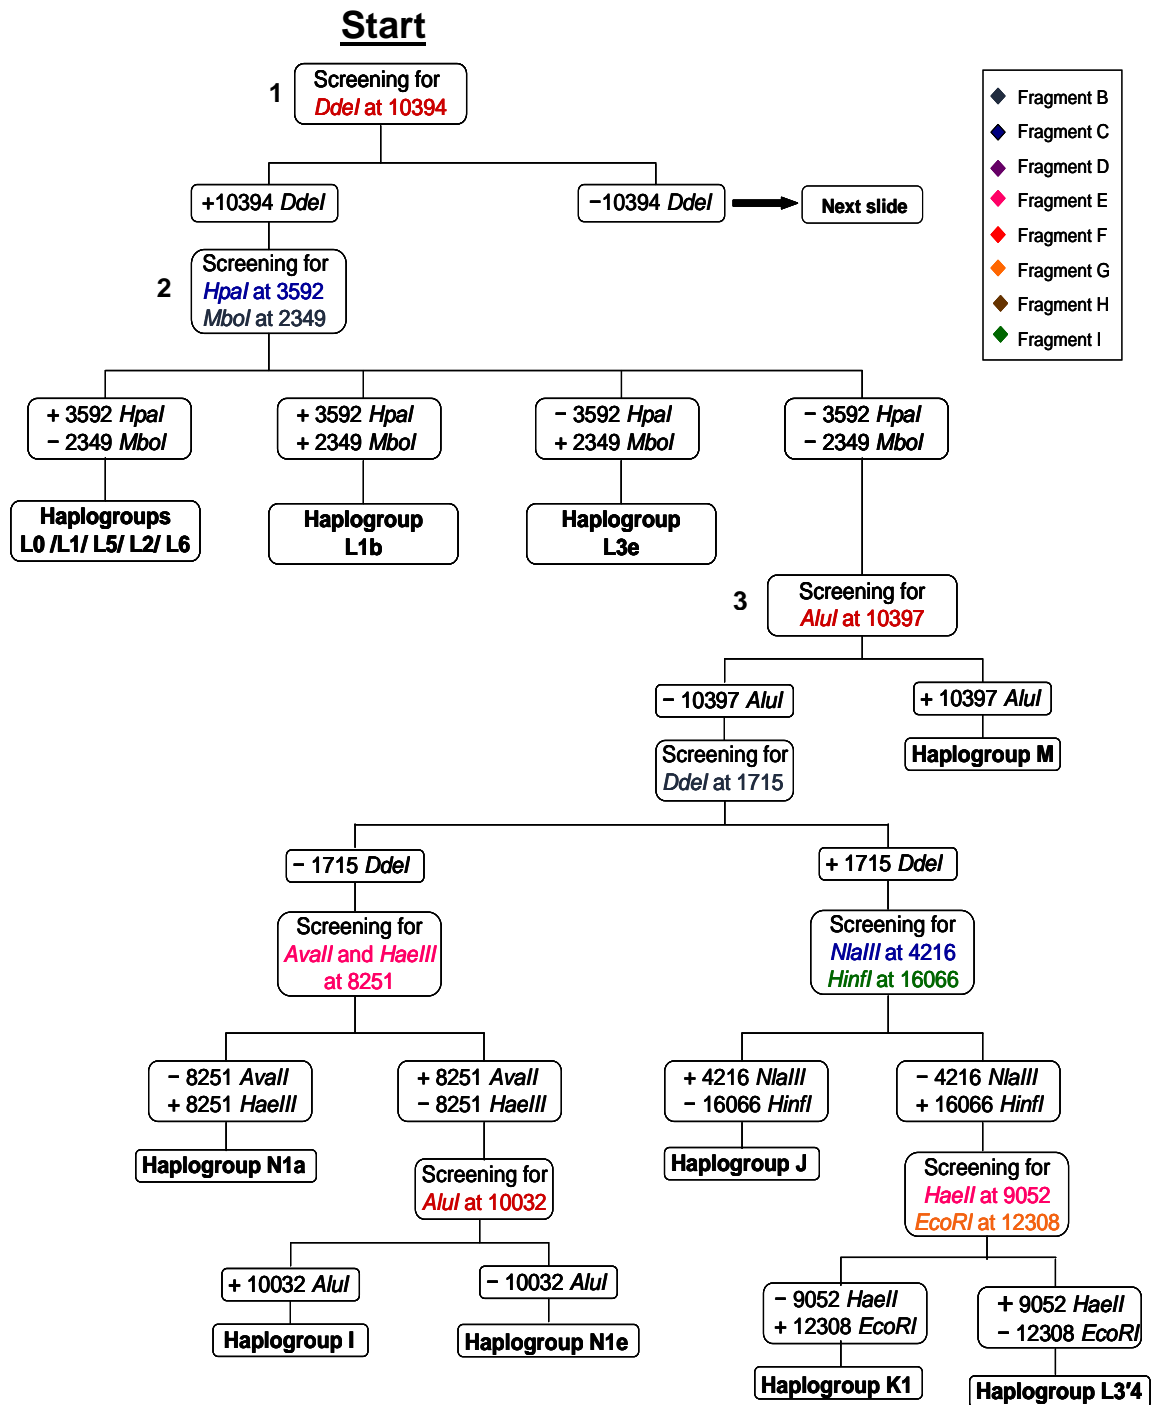 Start
1
Screening for
DdeI at 10394
+10394 DdeI
−10394 DdeI
Next slide
Fragment B
Fragment C
Fragment D
Fragment E
Fragment F
Fragment G
Fragment H
Fragment I
2
Screening for
HpaI at 3592
MboI at 2349
+ 3592 HpaI
− 2349 MboI
+ 3592 HpaI
+ 2349 MboI
− 3592 HpaI
+ 2349 MboI
− 3592 HpaI
− 2349 MboI
Haplogroups
L0 /L1/ L5/ L2/ L6
Haplogroup
L1b
Haplogroup
L3e
3
Screening for
AluI at 10397
− 10397 AluI
+ 10397 AluI
Screening for
DdeI at 1715
Haplogroup M
− 1715 DdeI
+ 1715 DdeI
Screening for
AvaII and HaeIII
at 8251
Screening for
NlaIII at 4216
HinfI at 16066
− 8251 AvaII
+ 8251 HaeIII
+ 8251 AvaII
− 8251 HaeIII
+ 4216 NlaIII
− 16066 HinfI
− 4216 NlaIII
+ 16066 HinfI
Haplogroup N1a
Screening for
AluI at 10032
Haplogroup J
Screening for
HaeII at 9052
EcoRI at 12308
+ 10032 AluI
− 10032 AluI
− 9052 HaeII
+ 12308 EcoRI
+ 9052 HaeII
− 12308 EcoRI
Haplogroup I
Haplogroup N1e
Haplogroup K1
Haplogroup L3'4